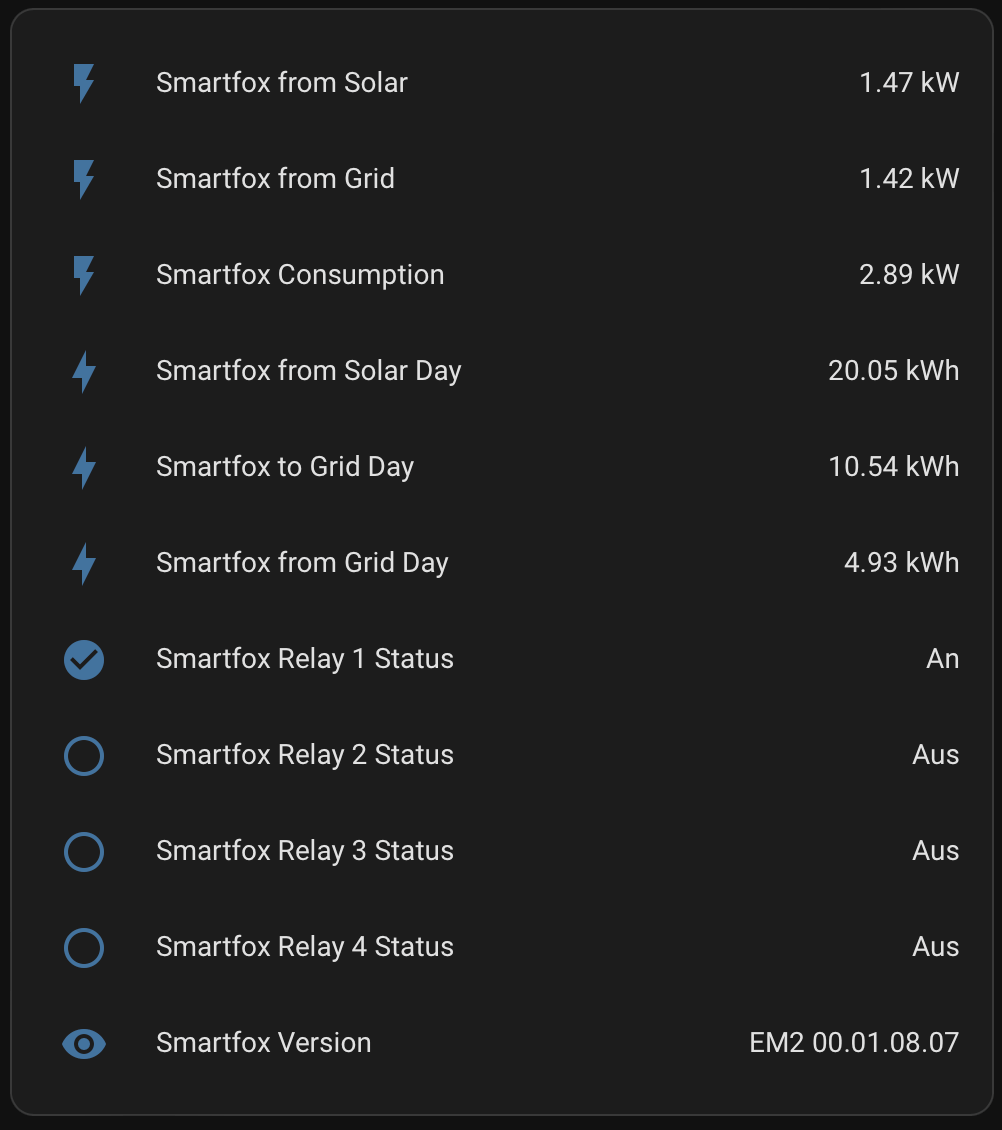 Smartfox from Solar 1.47 kW
Smartfox from Grid 1.42 kW
Smartfox Consumption 2.89 kW
Smartfox from Solar Day 20.05 kWh
Smartfox to Grid Day 10.54 kWh
Smartfox from Grid Day 4.93 kWh
Smartfox Relay 1 Status An
Smartfox Relay 2 Status Aus
Smartfox Relay 3 Status Aus
Smartfox Relay 4 Status Aus
Smartfox Version EM2 00.01.08.07